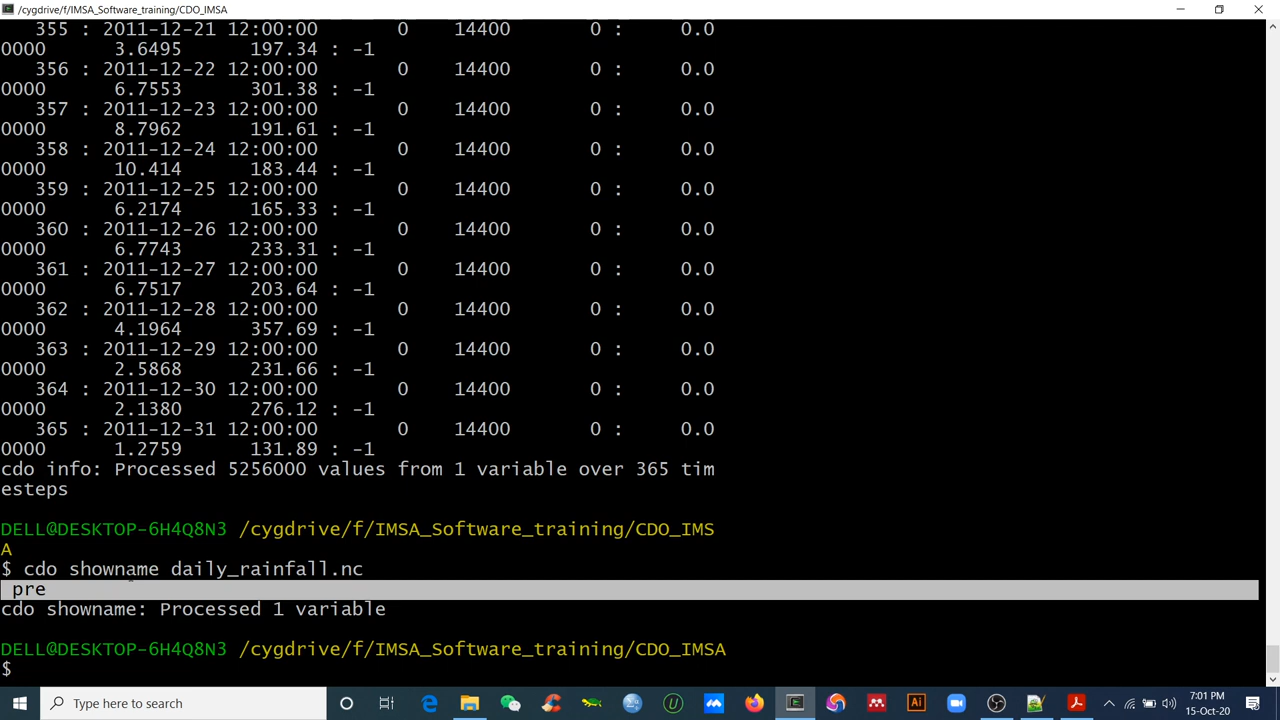 /cygdrive/f/IMSA_Software_training/CDO_IMSA
355 : 2011-12-21 12:00:00 0 14400 0 : 0.0
0000 3.6495 197.34 : -1
356 : 2011-12-22 12:00:00 0 14400 0 : 0.0
0000 6.7553 301.38 : -1
357 : 2011-12-23 12:00:00 0 14400 0 : 0.0
0000 8.7962 191.61 : -1
358 : 2011-12-24 12:00:00 0 14400 0 : 0.0
0000 10.414 183.44 : -1
359 : 2011-12-25 12:00:00 0 14400 0 : 0.0
0000 6.2174 165.33 : -1
360 : 2011-12-26 12:00:00 0 14400 0 : 0.0
0000 6.7743 233.31 : -1
361 : 2011-12-27 12:00:00 0 14400 0 : 0.0
0000 6.7517 203.64 : -1
362 : 2011-12-28 12:00:00 0 14400 0 : 0.0
0000 4.1964 357.69 : -1
363 : 2011-12-29 12:00:00 0 14400 0 : 0.0
0000 2.5868 231.66 : -1
364 : 2011-12-30 12:00:00 0 14400 0 : 0.0
0000 2.1380 276.12 : -1
365 : 2011-12-31 12:00:00 0 14400 0 : 0.0
0000 1.2759 131.89 : -1
cdo info: Processed 5256000 values from 1 variable over 365 tim
esteps
DELL@DESKTOP-6H4Q8N3 /cygdrive/f/IMSA_Software_training/CDO_IMS
A
$ cdo showname daily_rainfall.nc
pre
cdo showname: Processed 1 variable
DELL@DESKTOP-6H4Q8N3 /cygdrive/f/IMSA_Software_training/CDO_IMSA
$
Type here to search
Ai
7:01 PM
15-Oct-20